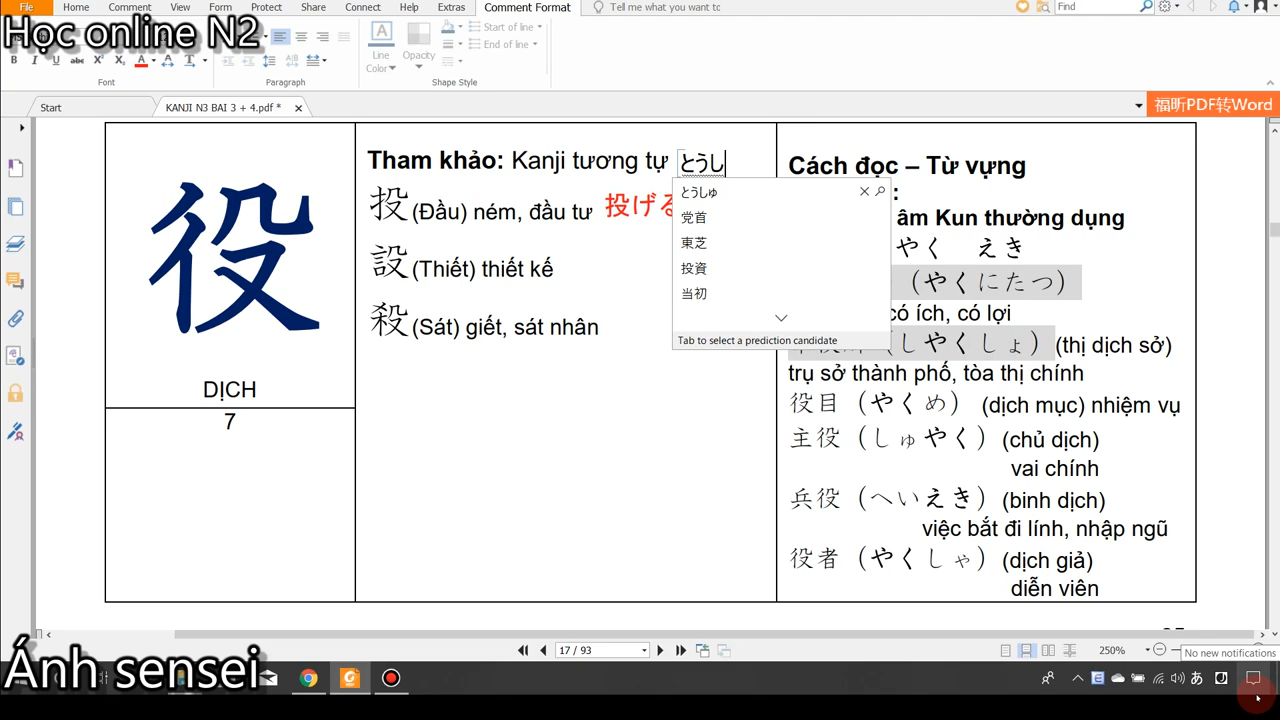 File Home Comment View Form Protect Share Connect Help Extras Comment Format Tell me what you want to Find
Học online N2
Line Color
Opacity
Start of line
End of line
Font Paragraph Shape Style
Start KANJI N3 BAI 3 + 4.pdf *
福昕PDF转Word
役
DỊCH
7
Tham khảo: Kanji tương tự とうし
投(Đầu) ném, đầu tư 投げる
設(Thiết) thiết kế
殺(Sát) giết, sát nhân
とうしゅ
党首
東芝
投資
当初
Tab to select a prediction candidate
Cách đọc – Từ vựng
:
âm Kun thường dụng
やく えき
(やくにたつ)
có ích, có lợi
(しやくしょ) (thị dịch sở)
trụ sở thành phố, tòa thị chính
役目 (やくめ) (dịch mục) nhiệm vụ
主役 (しゅやく) (chủ dịch)
vai chính
兵役 (へいえき) (binh dịch)
việc bắt đi lính, nhập ngũ
役者 (やくしゃ) (dịch giả)
diễn viên
17 / 93
250%
No new notifications
Ánh sensei
あ